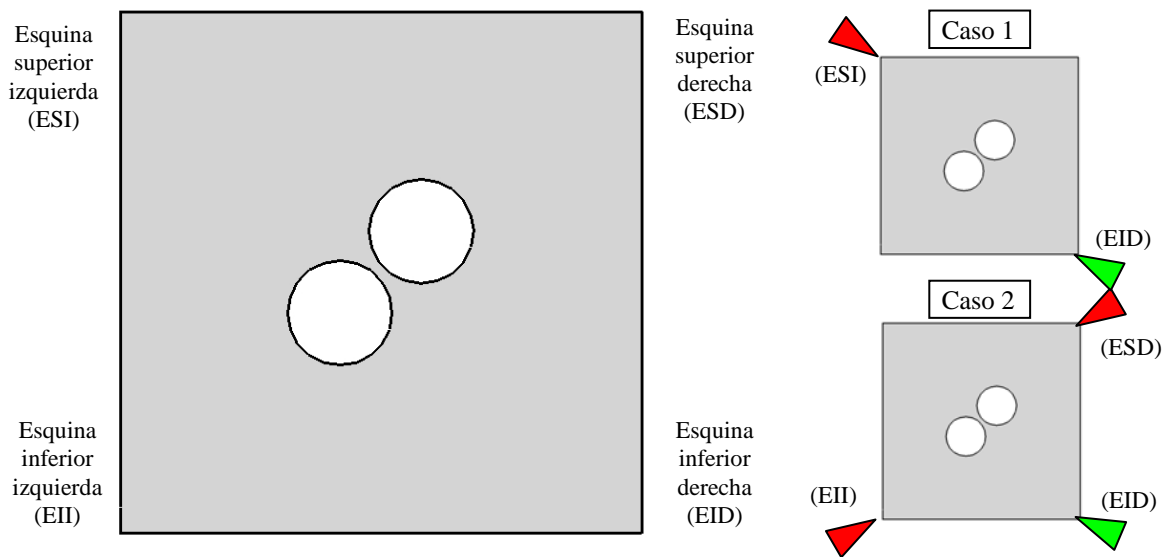 Esquina
superior
izquierda
(ESI)
Esquina
superior
derecha
(ESD)
Esquina
inferior
izquierda
(EII)
Esquina
inferior
derecha
(EID)
Caso 1
(ESI)
(EID)
Caso 2
(ESD)
(EII)
(EID)